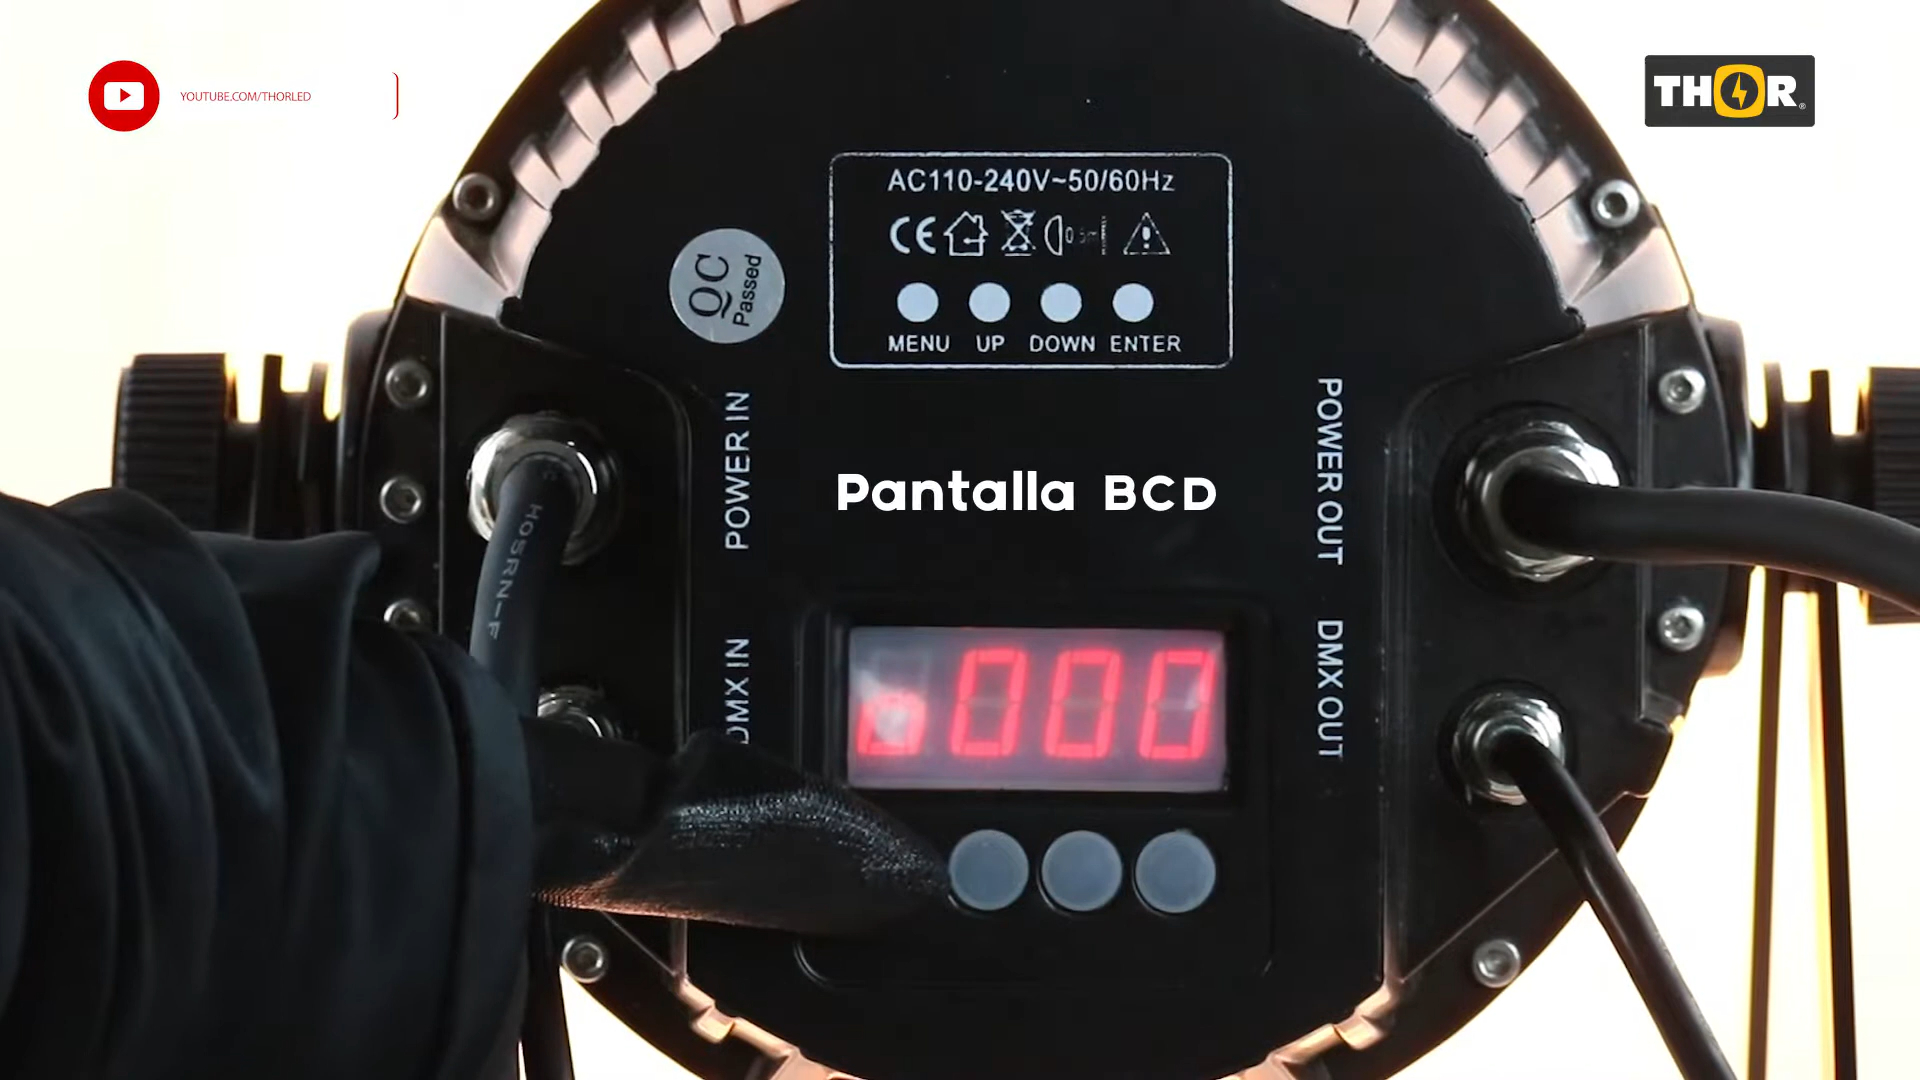 YOUTUBE.COM/THORLED
THOR
AC110-240V~50/60Hz
CE
QC
Passed
MENU UP DOWN ENTER
POWER IN
POWER OUT
Pantalla BCD
H05RN-F
DMX IN
DMX OUT
o000